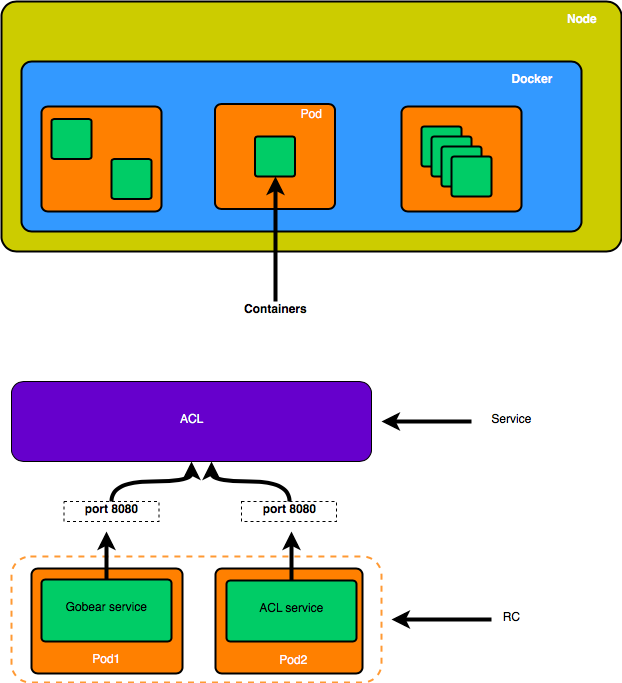 Node
Docker
Pod
Containers
ACL
Service
port 8080
port 8080
Gobear service
ACL service
RC
Pod1
Pod2